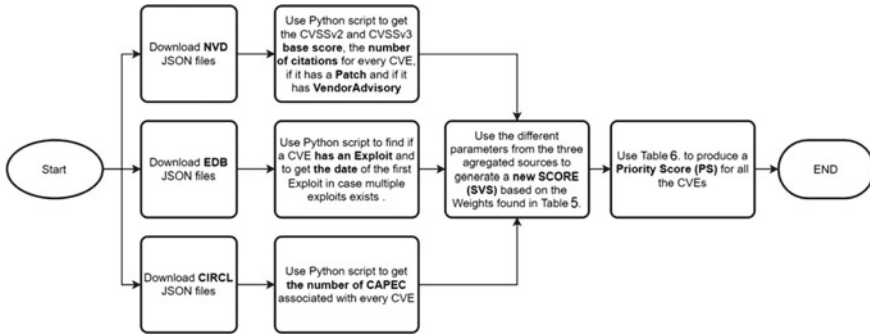 Start
Download NVD
JSON files
Use Python script to get
the CVSSv2 and CVSSv3
base score, the number
of citations for every CVE,
if it has a Patch and if it
has VendorAdvisory
Download EDB
JSON files
Use Python script to find if
a CVE has an Exploit and
to get the date of the first
Exploit in case multiple
exploits exists .
Download CIRCL
JSON files
Use Python script to get
the number of CAPEC
associated with every CVE
Use the different
parameters from the three
agregated sources to
generate a new SCORE
(SVS) based on the
Weights found in Table 5.
Use Table 6. to produce a
Priority Score (PS) for all
the CVEs
END